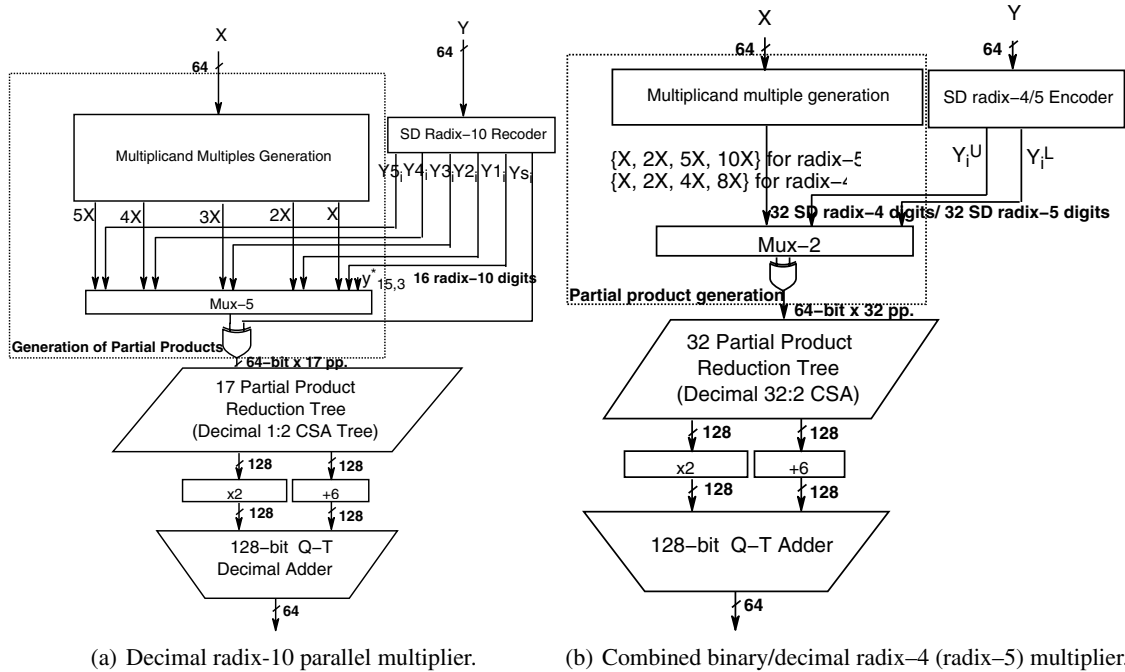 X
64
Y
64
Multiplicand Multiples Generation
SD Radix−10 Recoder
Y5i Y4i Y3i Y2i Y1i Ysi
5X
4X
3X
2X
X
y*15,3
16 radix−10 digits
Mux−5
Generation of Partial Products
64−bit x 17 pp.
17 Partial Product
Reduction Tree
(Decimal 1:2 CSA Tree)
128
128
x2
+6
128
128
128−bit Q−T
Decimal Adder
64
(a) Decimal radix-10 parallel multiplier.
X
64
Y
64
Multiplicand multiple generation
SD radix−4/5 Encoder
{X, 2X, 5X, 10X} for radix−5
{X, 2X, 4X, 8X} for radix−4
YiU
YiL
32 SD radix−4 digits/ 32 SD radix−5 digits
Mux−2
Partial product generation
64−bit x 32 pp.
32 Partial Product
Reduction Tree
(Decimal 32:2 CSA)
128
128
x2
+6
128
128
128−bit Q−T Adder
64
(b) Combined binary/decimal radix–4 (radix–5) multiplier.